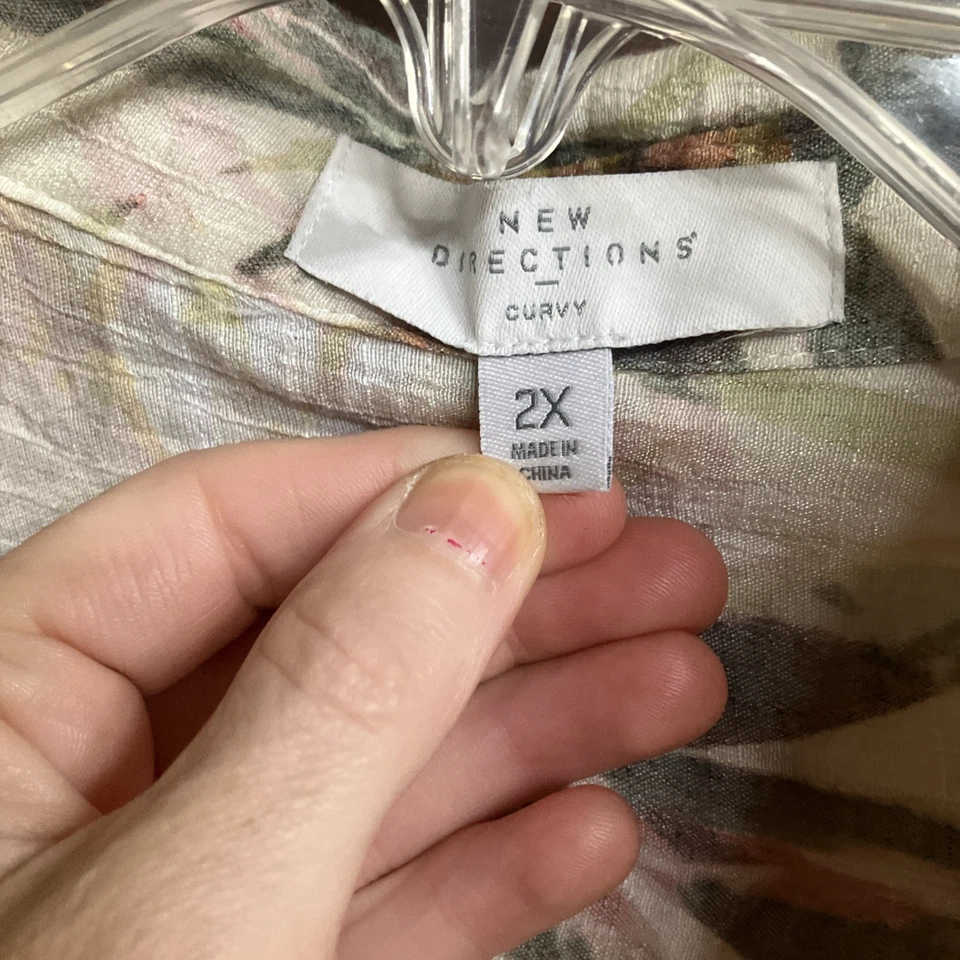 NEW
DIRECTIONS®
CURVY
2X
MADE IN
CHINA